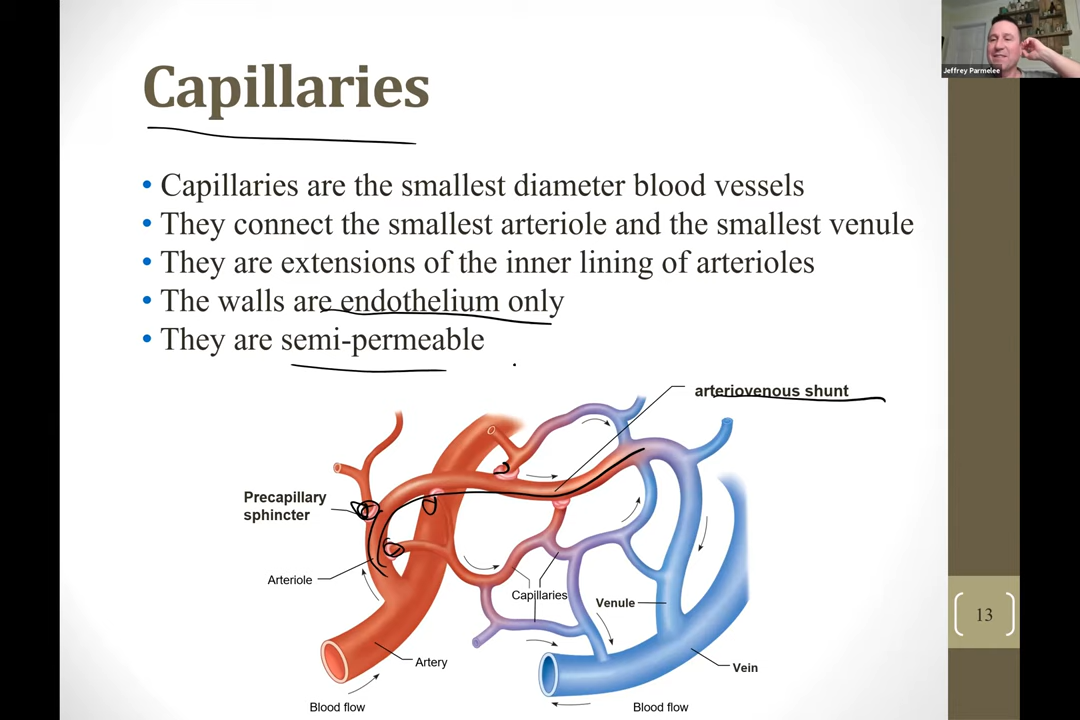 Jeffrey Parmelee
Capillaries
• Capillaries are the smallest diameter blood vessels
• They connect the smallest arteriole and the smallest venule
• They are extensions of the inner lining of arterioles
• The walls are endothelium only
• They are semi-permeable
arteriovenous shunt
Precapillary
sphincter
Arteriole
Capillaries
Venule
Artery
Vein
Blood flow
Blood flow
13